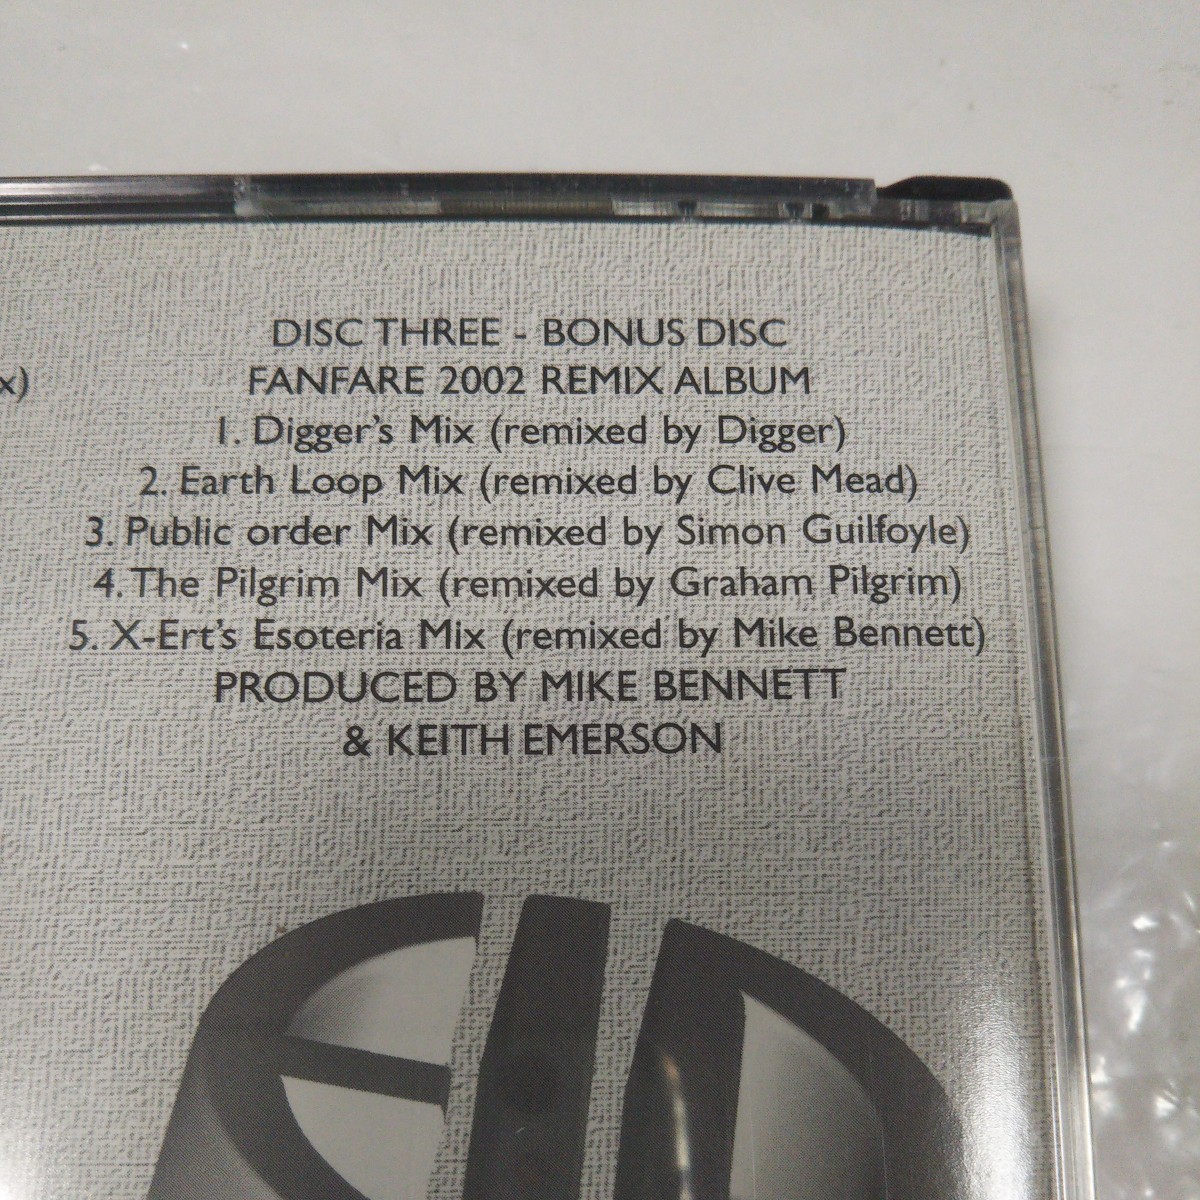 x)
DISC THREE - BONUS DISC
FANFARE 2002 REMIX ALBUM
1. Digger's Mix (remixed by Digger)
2. Earth Loop Mix (remixed by Clive Mead)
3. Public order Mix (remixed by Simon Guilfoyle)
4. The Pilgrim Mix (remixed by Graham Pilgrim)
5. X-Ert's Esoteria Mix (remixed by Mike Bennett)
PRODUCED BY MIKE BENNETT
& KEITH EMERSON